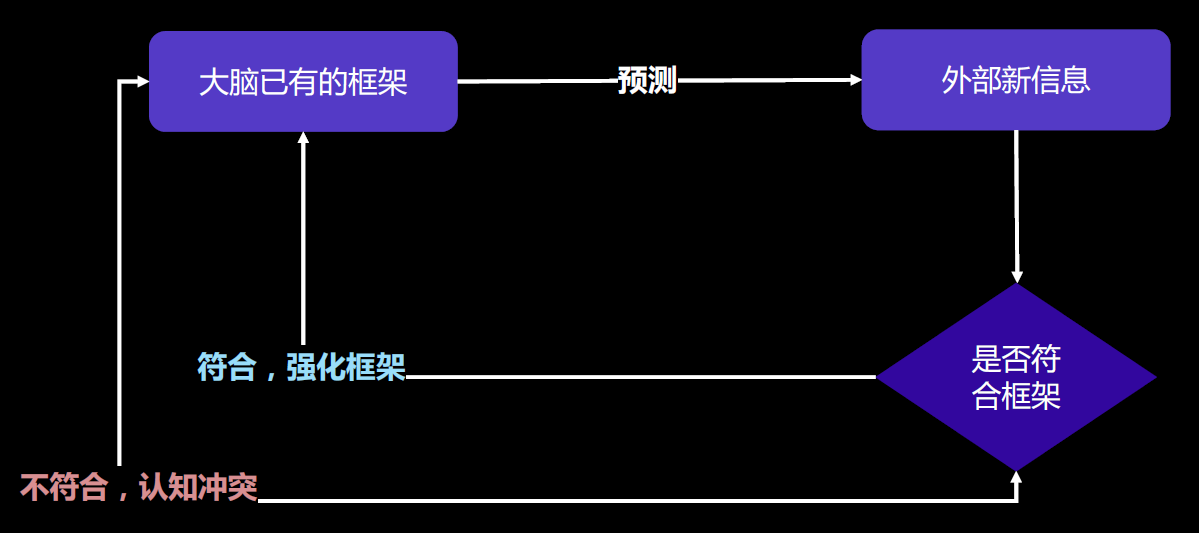 大脑已有的框架
预测
外部新信息
是否符
合框架
符合，强化框架
不符合，认知冲突